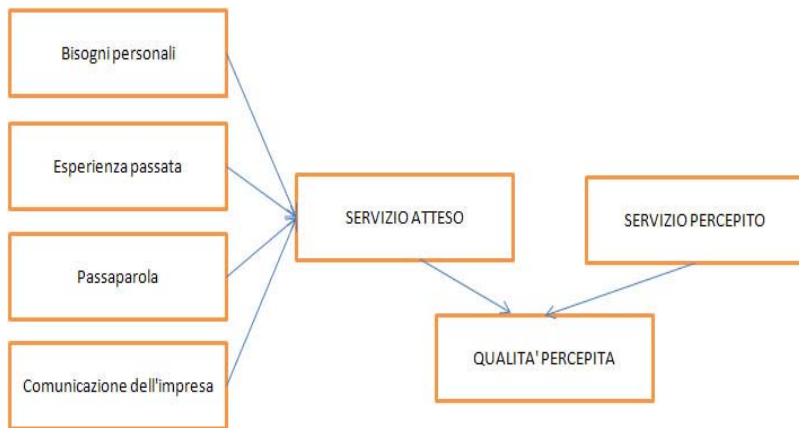 Bisogni personali
Esperienza passata
SERVIZIO ATTESO
SERVIZIO PERCEPITO
Passaparola
QUALITA' PERCEPITA
Comunicazione dell'impresa